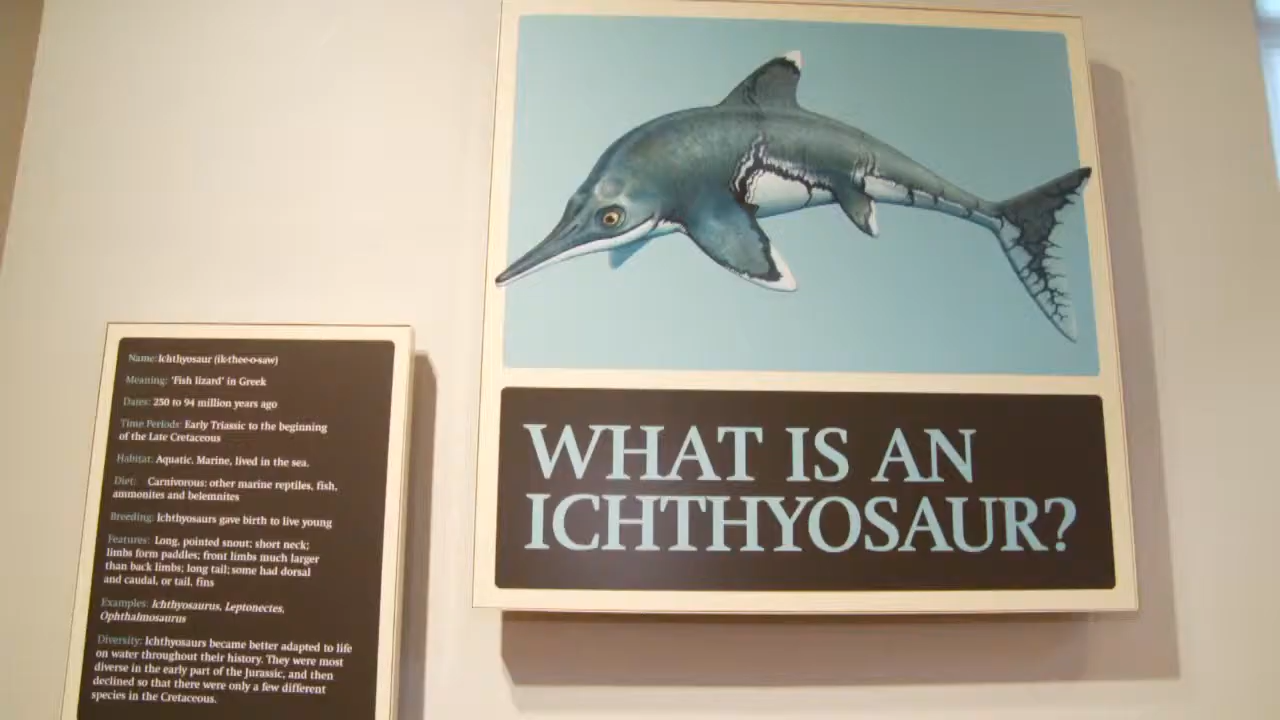 Name: Ichthyosaur (ik-thee-o-saw)
Meaning: 'Fish lizard' in Greek
Dates: 250 to 94 million years ago
Time Periods: Early Triassic to the beginning
of the Late Cretaceous
Habitat: Aquatic. Marine, lived in the sea.
Diet: Carnivorous: other marine reptiles, fish,
ammonites and belemnites
Breeding: Ichthyosaurs gave birth to live young
Features: Long, pointed snout; short neck;
limbs form paddles; front limbs much larger
than back limbs; long tail; some had dorsal
and caudal, or tail, fins
Examples: Ichthyosaurus, Leptonectes,
Ophthalmosaurus
Diversity: Ichthyosaurs became better adapted to life
on water throughout their history. They were most
diverse in the early part of the Jurassic, and then
declined so that there were only a few different
species in the Cretaceous.
WHAT IS AN
ICHTHYOSAUR?